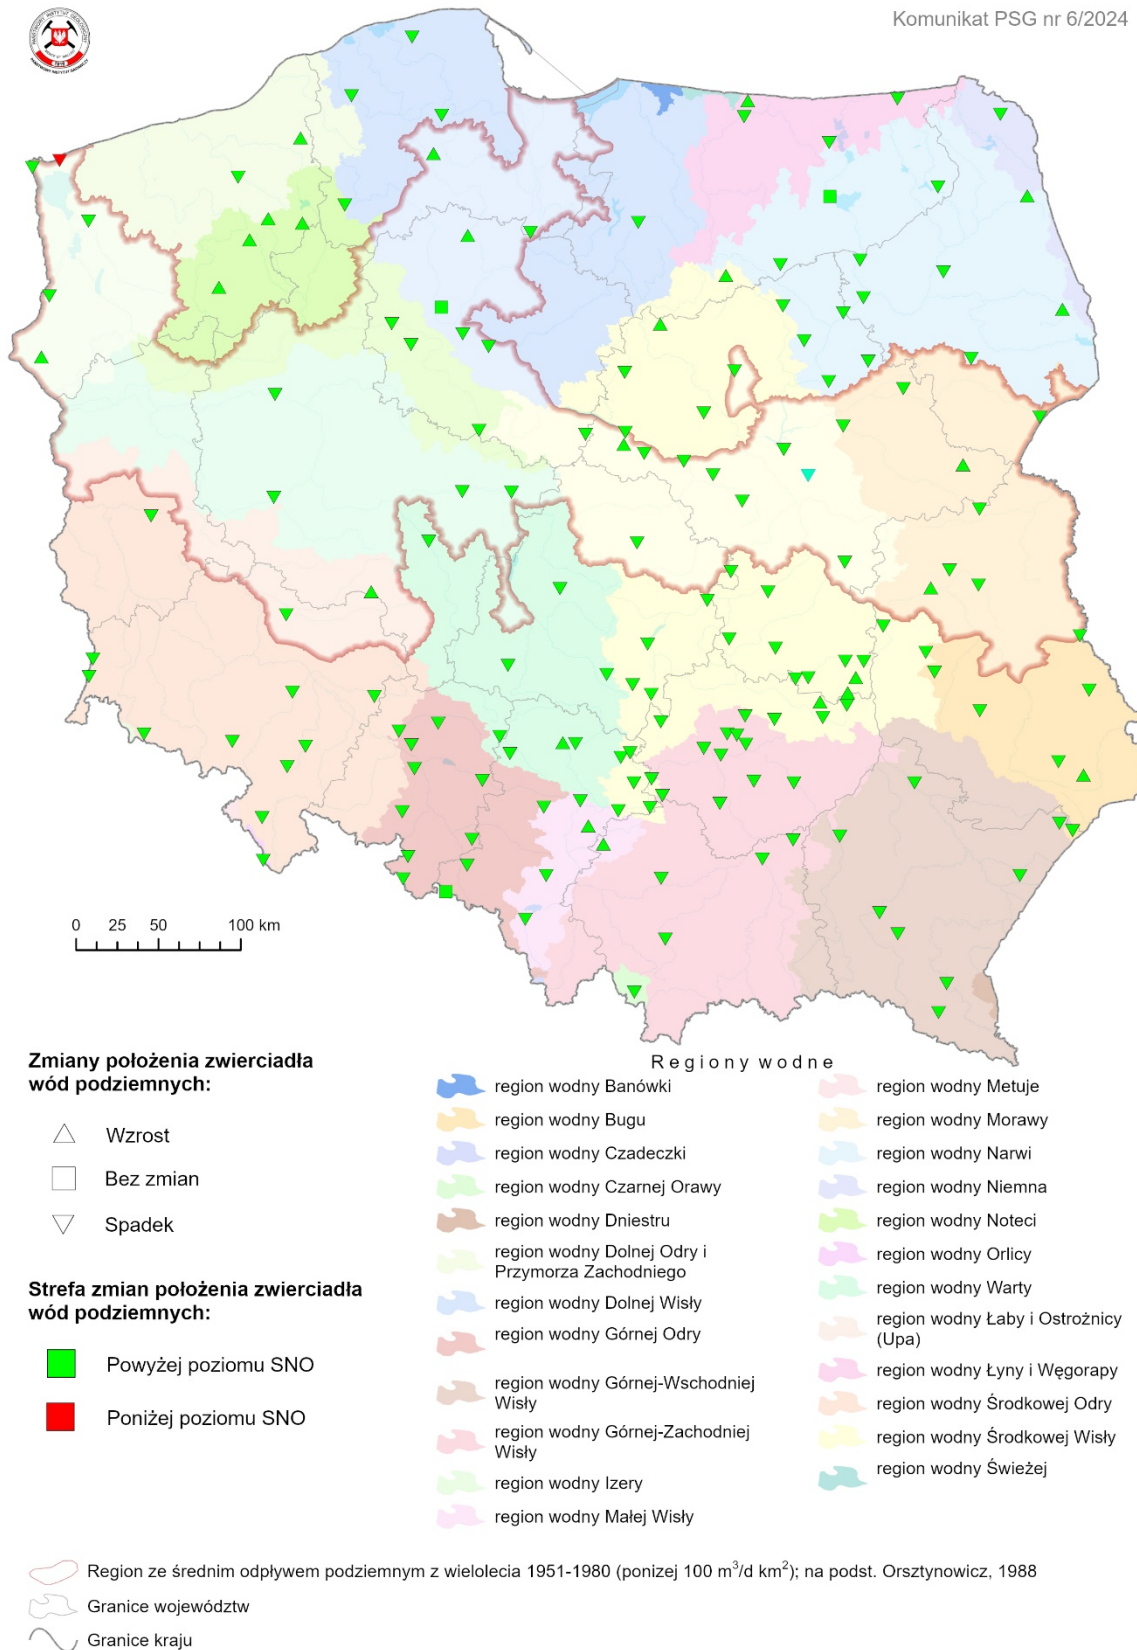 PAŃSTWOWY INSTYTUT GEOLOGICZNY
1919
PAŃSTWOWY INSTYTUT BADAWCZY
Komunikat PSG nr 6/2024
0 25 50 100 km
Zmiany położenia zwierciadła
wód podziemnych:
Wzrost
Bez zmian
Spadek
Strefa zmian położenia zwierciadła
wód podziemnych:
Powyżej poziomu SNO
Poniżej poziomu SNO
Regiony wodne
region wodny Banówki
region wodny Bugu
region wodny Czadeczki
region wodny Czarnej Orawy
region wodny Dniestru
region wodny Dolnej Odry i
Przymorza Zachodniego
region wodny Dolnej Wisły
region wodny Górnej Odry
region wodny Górnej-Wschodniej
Wisły
region wodny Górnej-Zachodniej
Wisły
region wodny Izery
region wodny Małej Wisły
region wodny Metuje
region wodny Morawy
region wodny Narwi
region wodny Niemna
region wodny Noteci
region wodny Orlicy
region wodny Warty
region wodny Łaby i Ostrożnicy
(Upa)
region wodny Łyny i Węgorapy
region wodny Środkowej Odry
region wodny Środkowej Wisły
region wodny Świeżej
Region ze średnim odpływem podziemnym z wielolecia 1951-1980 (ponizej 100 m³/d km²); na podst. Orsztynowicz, 1988
Granice województw
Granice kraju